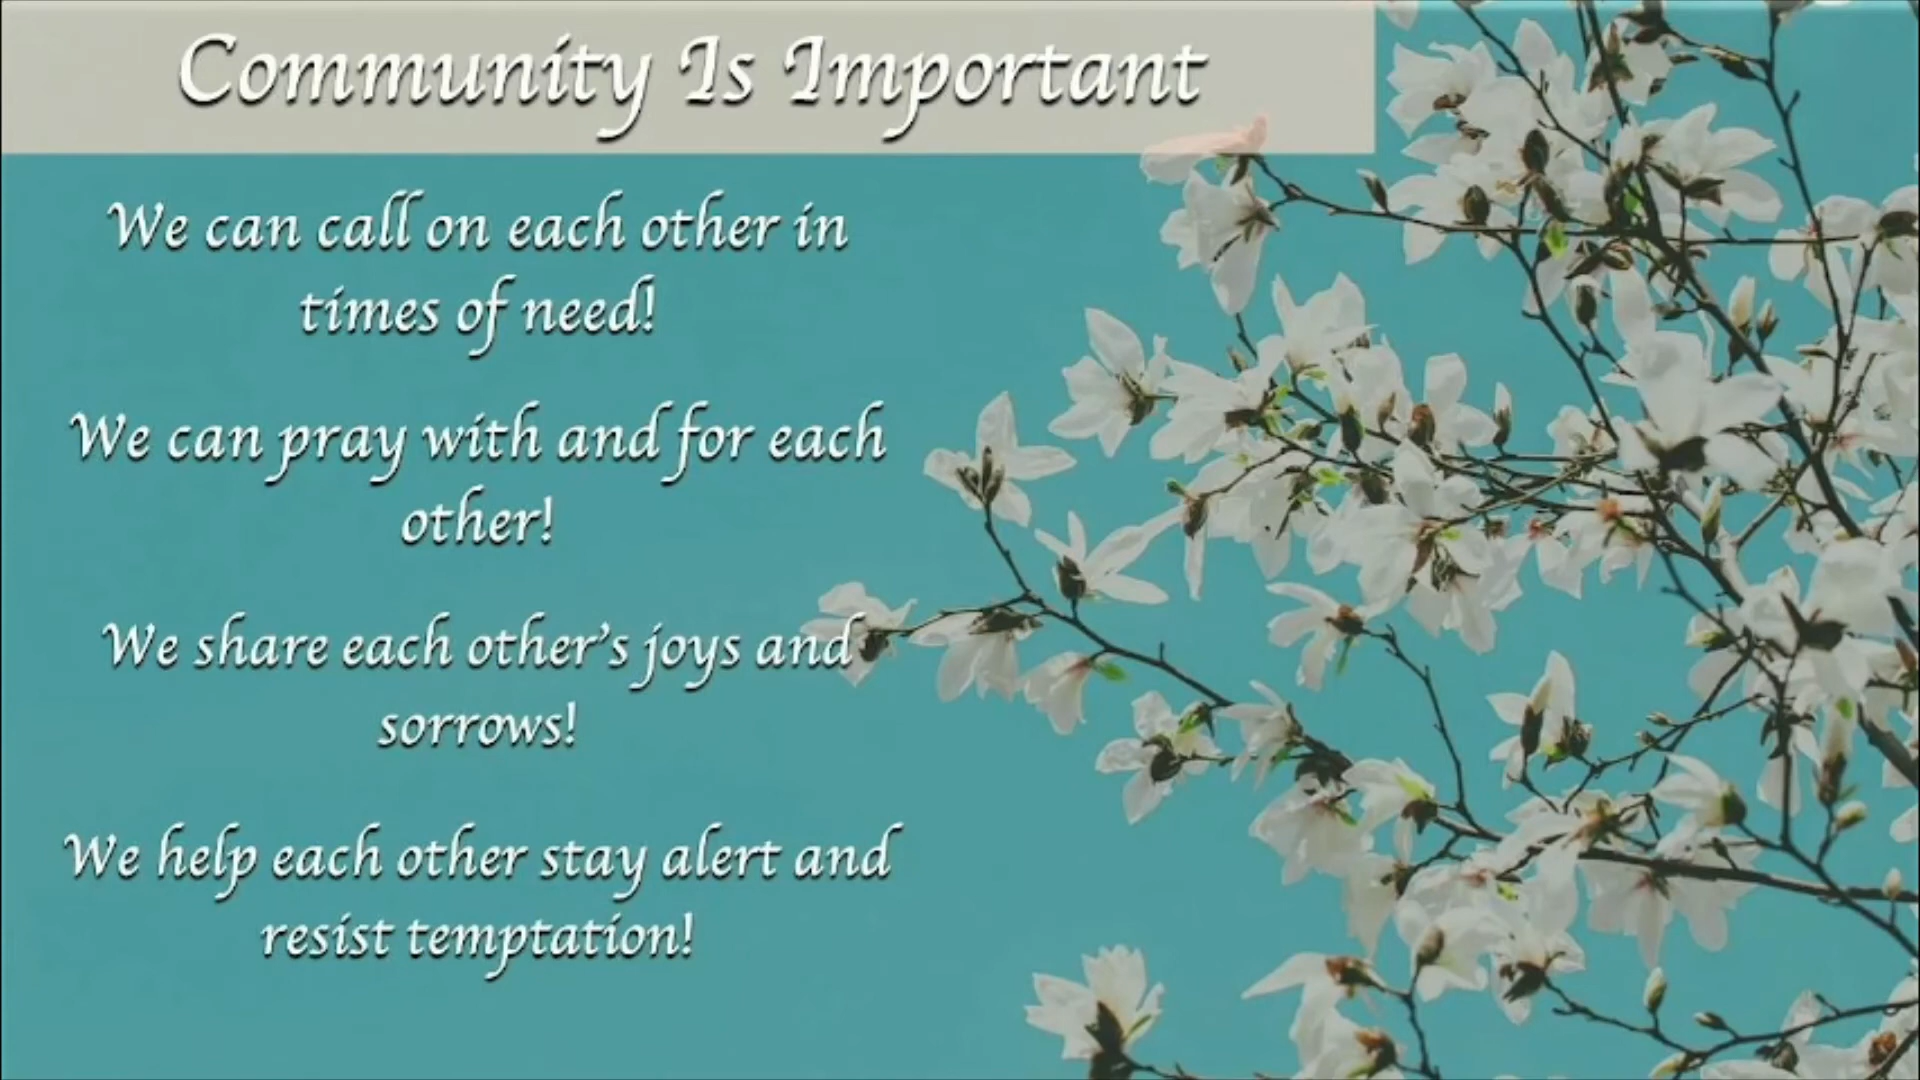 Community Is Important
We can call on each other in
times of need!
We can pray with and for each
other!
We share each other's joys and
sorrows!
We help each other stay alert and
resist temptation!